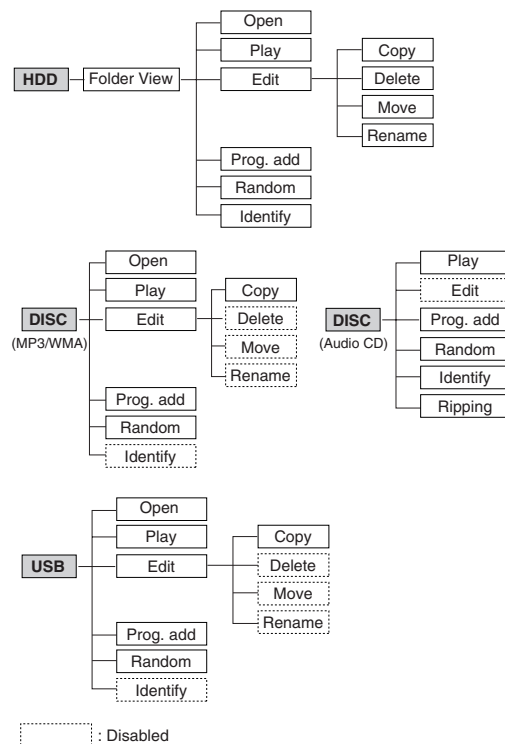 Open
Play
Copy
HDD
Folder View
Edit
Delete
Move
Rename
Prog. add
Random
Identify
Open
Play
Copy
DISC
(MP3/WMA)
Edit
Delete
Move
Rename
Prog. add
Random
Identify
Play
Edit
DISC
(Audio CD)
Prog. add
Random
Identify
Ripping
Open
Play
Copy
USB
Edit
Delete
Move
Rename
Prog. add
Random
Identify
: Disabled